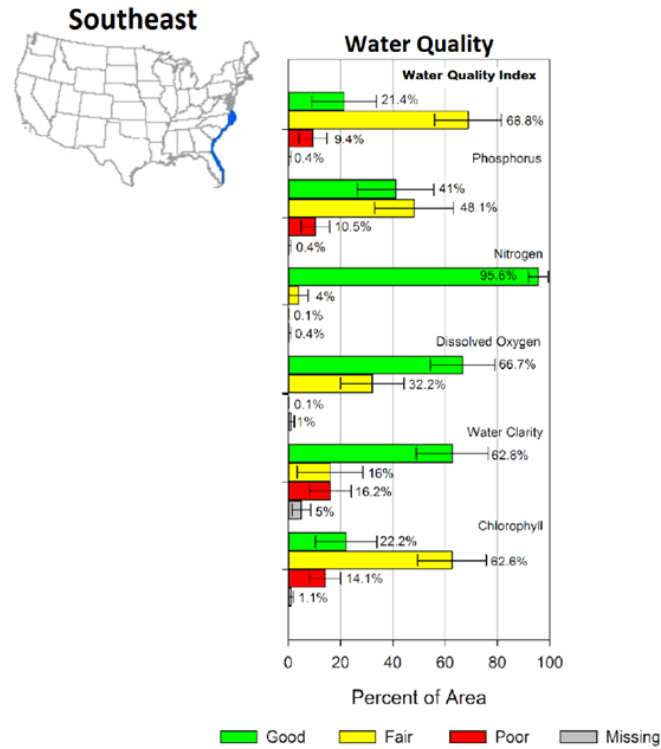 Southeast
Water Quality
Water Quality Index
21.4%
68.8%
9.4%
0.4%
Phosphorus
41%
48.1%
10.5%
0.4%
Nitrogen
95.6%
4%
0.1%
0.4%
Dissolved Oxygen
66.7%
32.2%
0.1%
1%
Water Clarity
62.8%
16%
16.2%
5%
Chlorophyll
22.2%
62.6%
14.1%
1.1%
0 20 40 60 80 100
Percent of Area
Good Fair Poor Missing